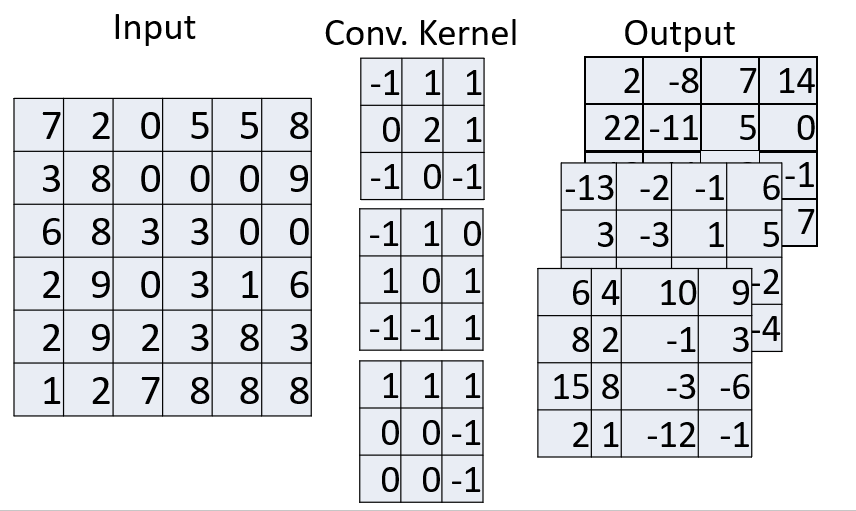 Input
Conv. Kernel
Output
7 2 0 5 5 8
3 8 0 0 0 9
6 8 3 3 0 0
2 9 0 3 1 6
2 9 2 3 8 3
1 2 7 8 8 8
-1 1 1
0 2 1
-1 0 -1
-1 1 0
1 0 1
-1 -1 1
1 1 1
0 0 -1
0 0 -1
2 -8 7 14
22 -11 5 0
-1
7
-13 -2 -1 6
3 -3 1 5
-2
-4
6 4 10 9
8 2 -1 3
15 8 -3 -6
2 1 -12 -1